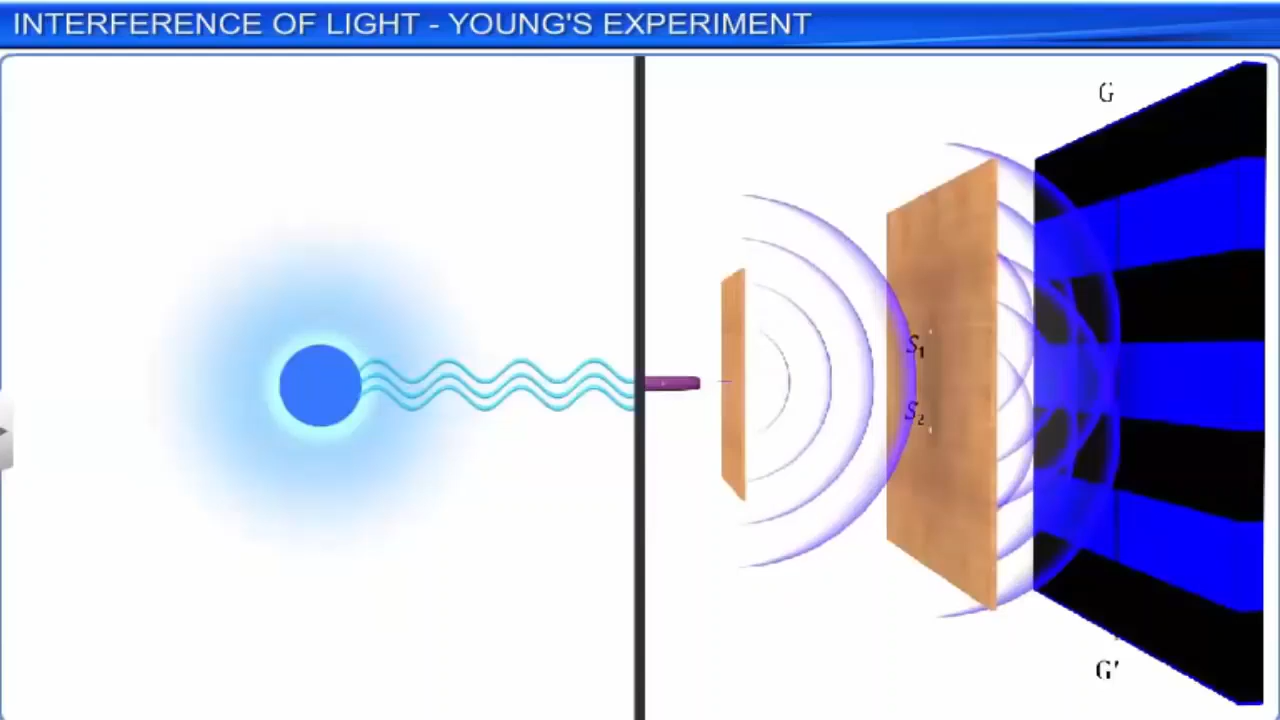 INTERFERENCE OF LIGHT - YOUNG'S EXPERIMENT
G
S₁
S₂
G'